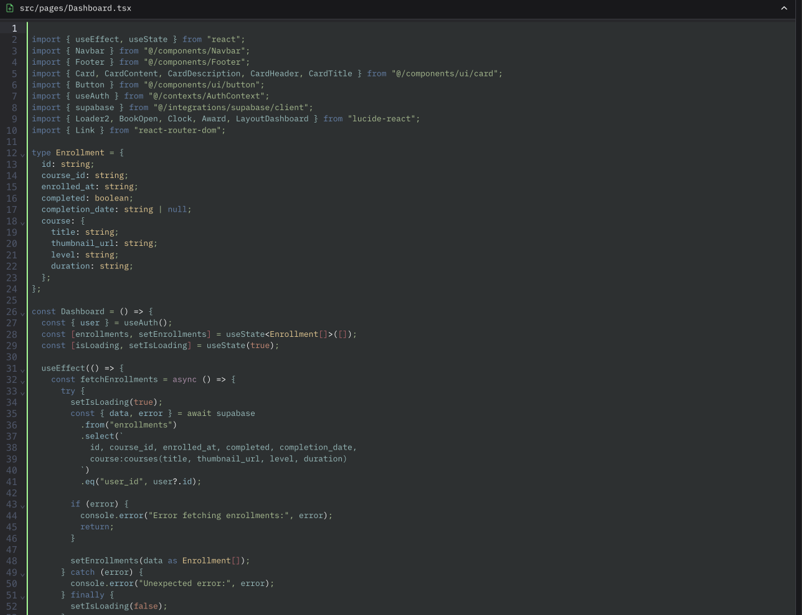 src/pages/Dashboard.tsx
1
2 import { useEffect, useState } from "react";
3 import { Navbar } from "@/components/Navbar";
4 import { Footer } from "@/components/Footer";
5 import { Card, CardContent, CardDescription, CardHeader, CardTitle } from "@/components/ui/card";
6 import { Button } from "@/components/ui/button";
7 import { useAuth } from "@/contexts/AuthContext";
8 import { supabase } from "@/integrations/supabase/client";
9 import { Loader2, BookOpen, Clock, Award, LayoutDashboard } from "lucide-react";
10 import { Link } from "react-router-dom";
11
12 type Enrollment = {
13   id: string;
14   course_id: string;
15   enrolled_at: string;
16   completed: boolean;
17   completion_date: string | null;
18   course: {
19     title: string;
20     thumbnail_url: string;
21     level: string;
22     duration: string;
23   };
24 };
25
26 const Dashboard = () => {
27   const { user } = useAuth();
28   const [enrollments, setEnrollments] = useState<Enrollment[]>([]);
29   const [isLoading, setIsLoading] = useState(true);
30
31   useEffect(() => {
32     const fetchEnrollments = async () => {
33       try {
34         setIsLoading(true);
35         const { data, error } = await supabase
36           .from("enrollments")
37           .select(`
38             id, course_id, enrolled_at, completed, completion_date,
39             course:courses(title, thumbnail_url, level, duration)
40           `)
41           .eq("user_id", user?.id);
42
43         if (error) {
44           console.error("Error fetching enrollments:", error);
45           return;
46         }
47
48         setEnrollments(data as Enrollment[]);
49       } catch (error) {
50         console.error("Unexpected error:", error);
51       } finally {
52         setIsLoading(false);